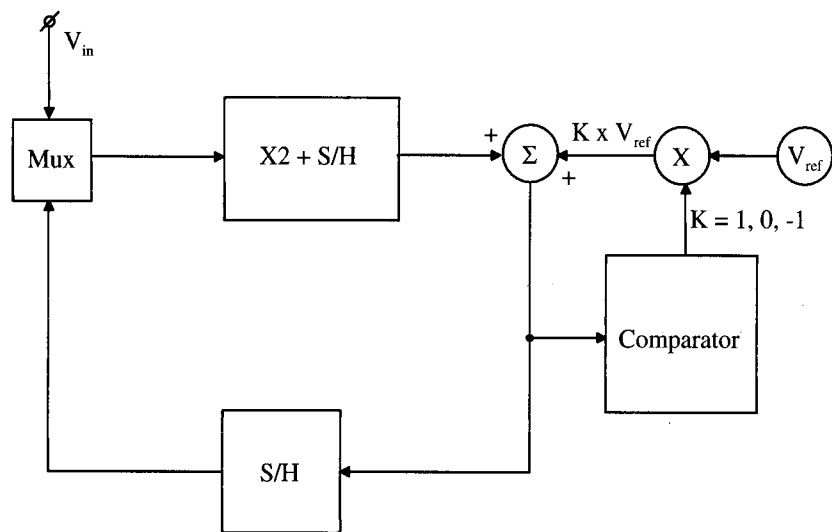 V_in
Mux
X2 + S/H
+
Σ
+
K x V_ref
X
V_ref
K = 1, 0, -1
Comparator
S/H